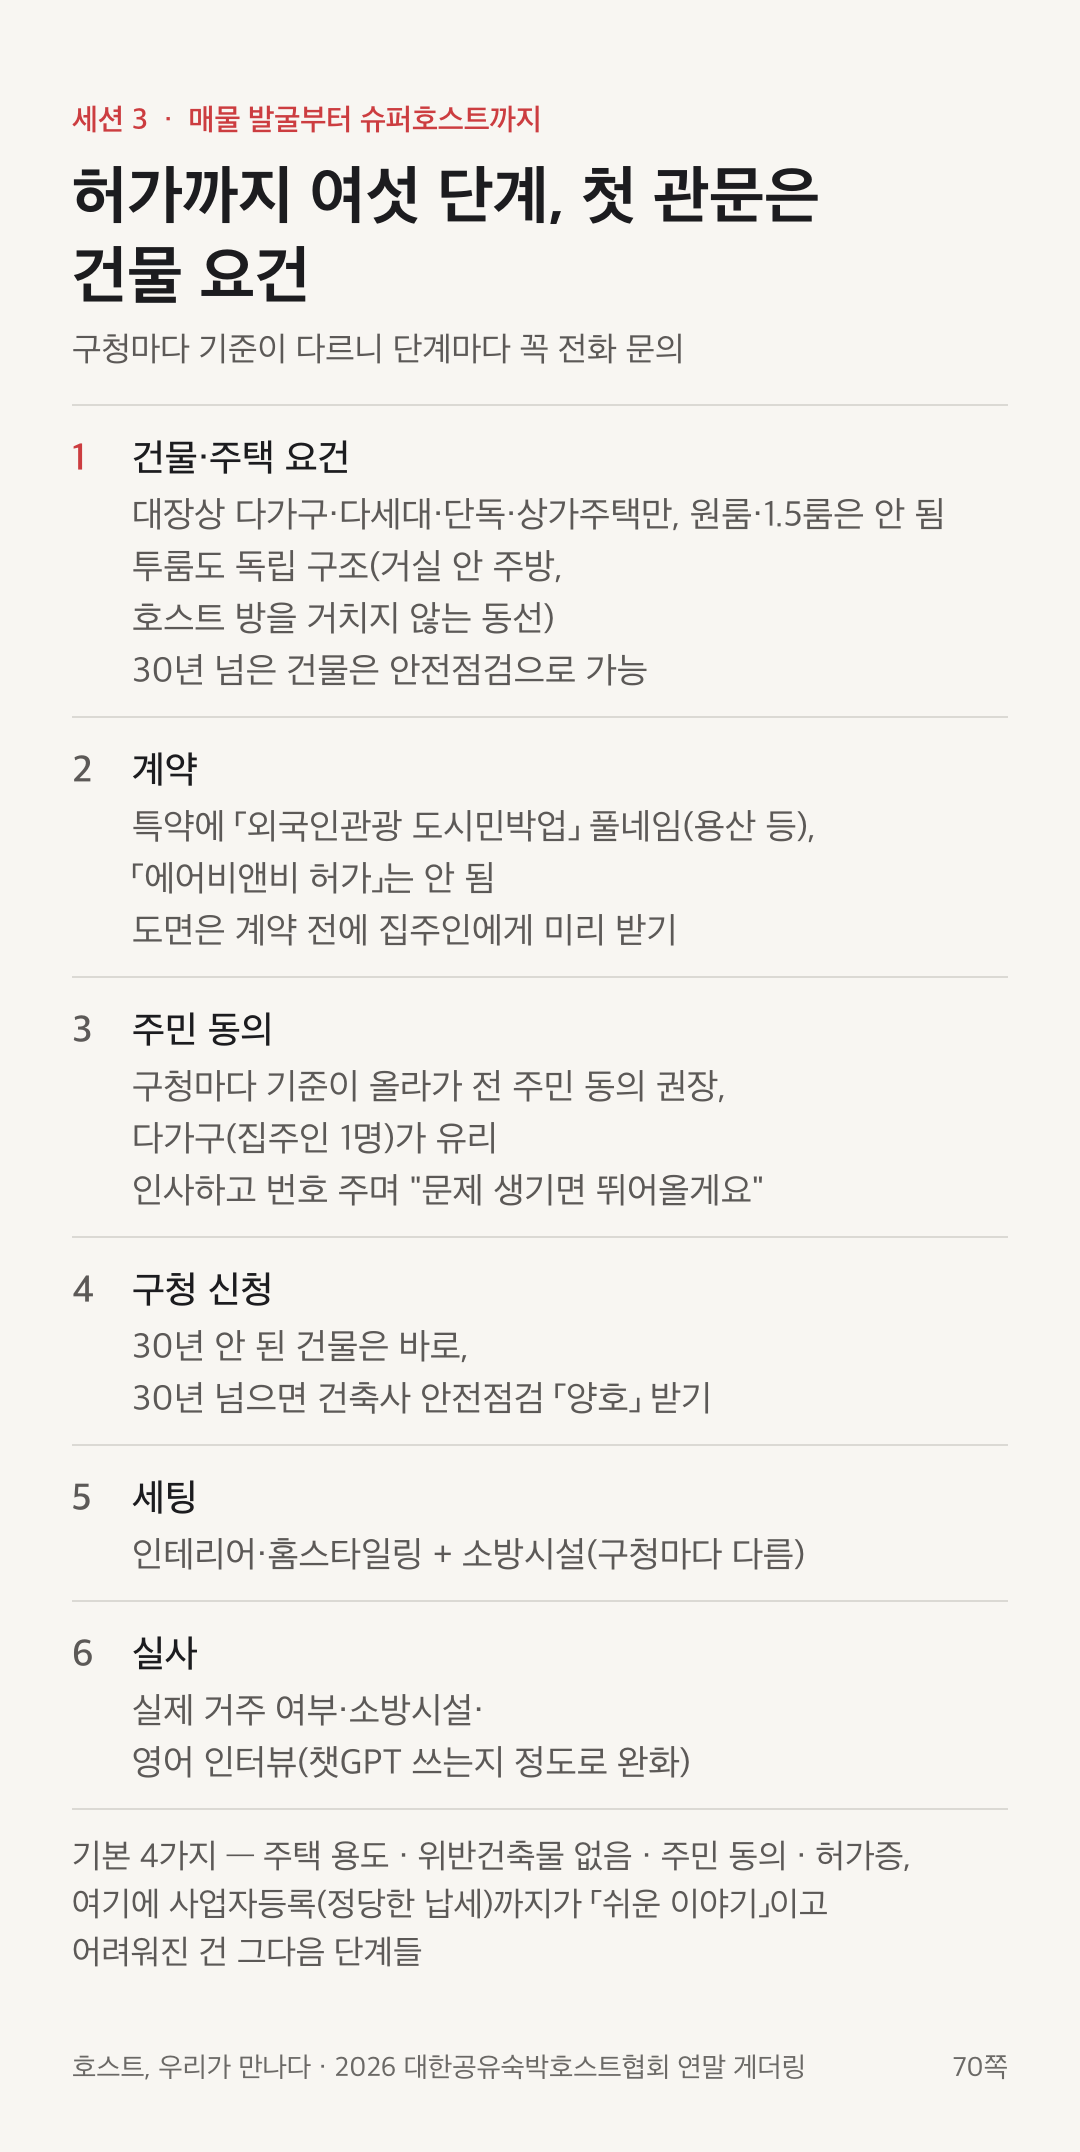 세션 3 · 매물 발굴부터 슈퍼호스트까지
허가까지 여섯 단계, 첫 관문은
건물 요건
구청마다 기준이 다르니 단계마다 꼭 전화 문의
1 건물·주택 요건
대장상 다가구·다세대·단독·상가주택만, 원룸·1.5룸은 안 됨
투룸도 독립 구조(거실 안 주방,
호스트 방을 거치지 않는 동선)
30년 넘은 건물은 안전점검으로 가능
2 계약
특약에 「외국인관광 도시민박업」 풀네임(용산 등),
「에어비앤비 허가」는 안 됨
도면은 계약 전에 집주인에게 미리 받기
3 주민 동의
구청마다 기준이 올라가 전 주민 동의 권장,
다가구(집주인 1명)가 유리
인사하고 번호 주며 "문제 생기면 뛰어올게요"
4 구청 신청
30년 안 된 건물은 바로,
30년 넘으면 건축사 안전점검 「양호」 받기
5 세팅
인테리어·홈스타일링 + 소방시설(구청마다 다름)
6 실사
실제 거주 여부·소방시설·
영어 인터뷰(챗GPT 쓰는지 정도로 완화)
기본 4가지 — 주택 용도 · 위반건축물 없음 · 주민 동의 · 허가증,
여기에 사업자등록(정당한 납세)까지가 「쉬운 이야기」이고
어려워진 건 그다음 단계들
호스트, 우리가 만나다 · 2026 대한공유숙박호스트협회 연말 게더링 70쪽